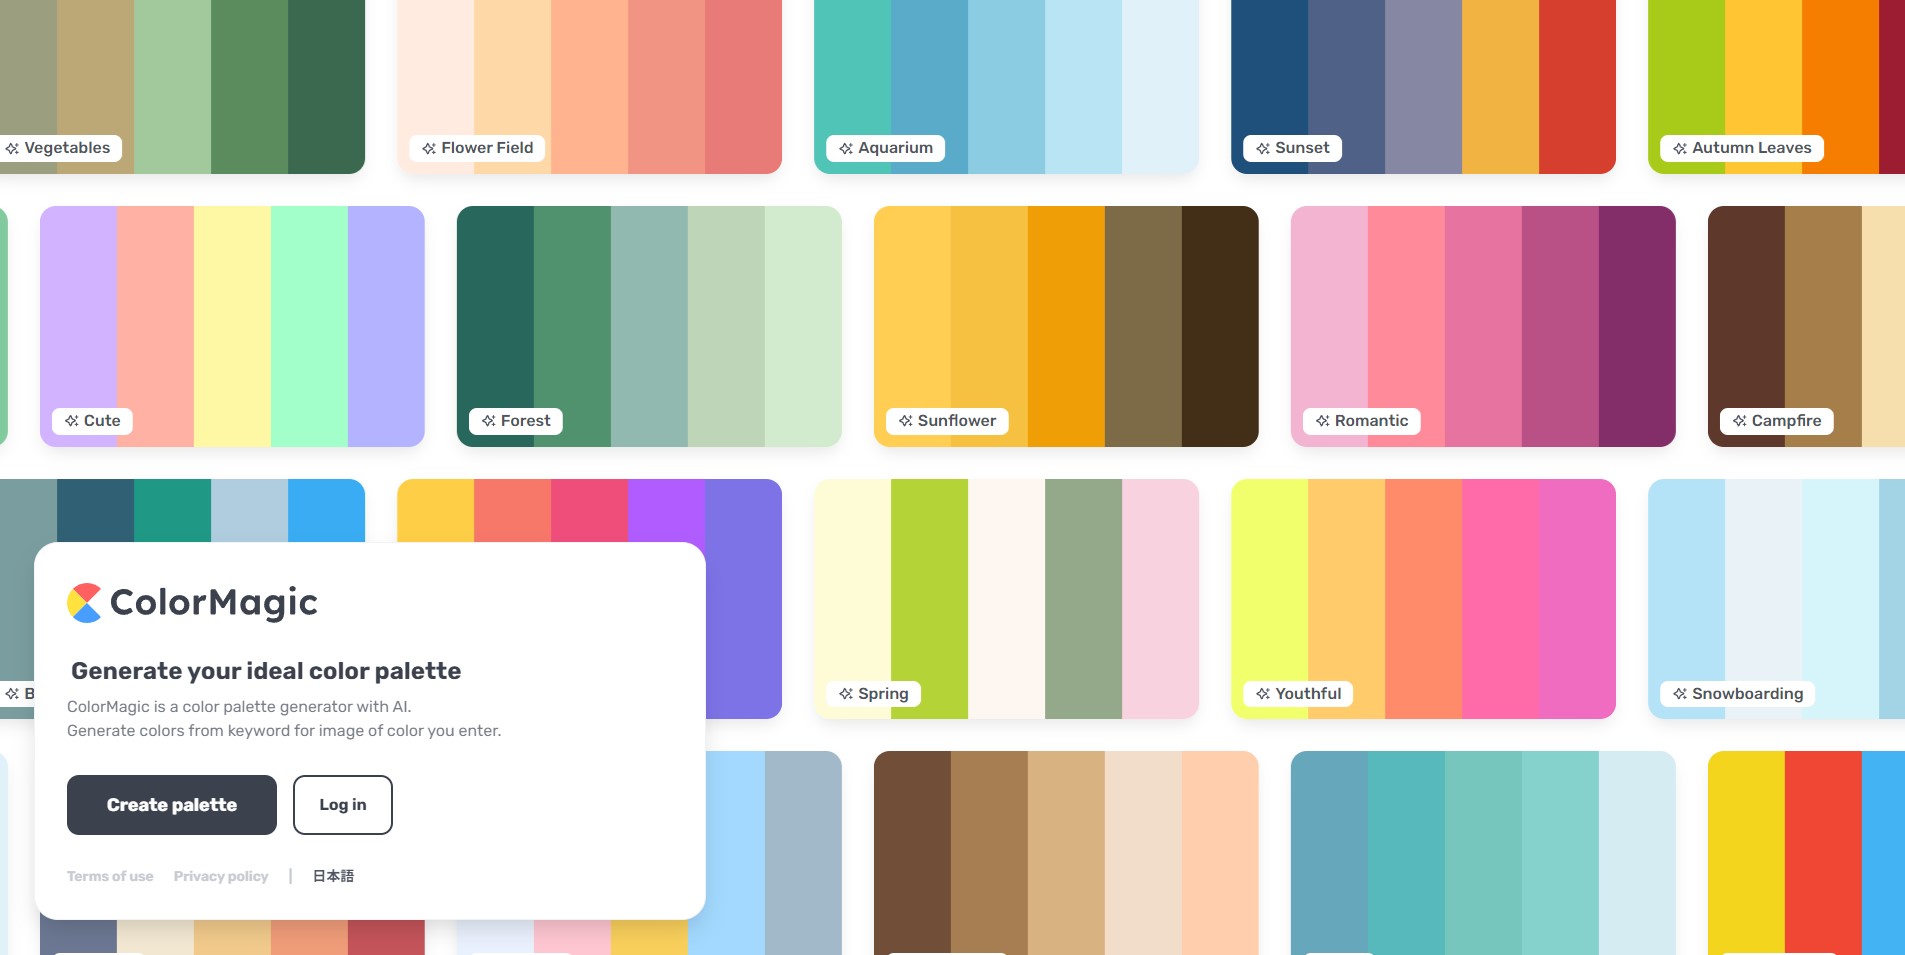 Vegetables
Flower Field
Aquarium
Sunset
Autumn Leaves
Cute
Forest
Sunflower
Romantic
Campfire
Spring
Youthful
Snowboarding
ColorMagic
Generate your ideal color palette
ColorMagic is a color palette generator with AI.
Generate colors from keyword for image of color you enter.
Create palette
Log in
Terms of use
Privacy policy
日本語